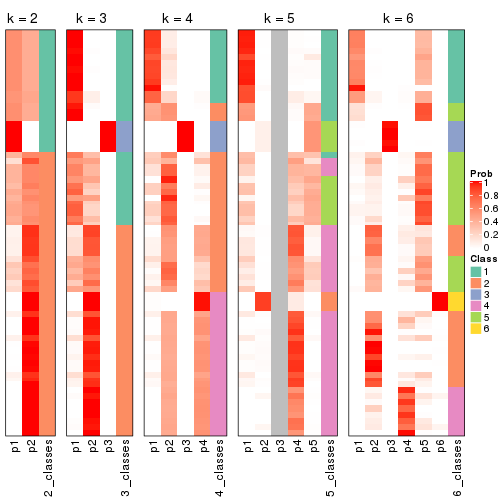 k = 2
k = 3
k = 4
k = 5
k = 6
Prob
1
0.8
0.6
0.4
0.2
0
Class
1
2
3
4
5
6
p1
p2
2_classes
p1
p2
p3
3_classes
p1
p2
p3
p4
4_classes
p1
p2
p3
p4
p5
5_classes
p1
p2
p3
p4
p5
p6
6_classes